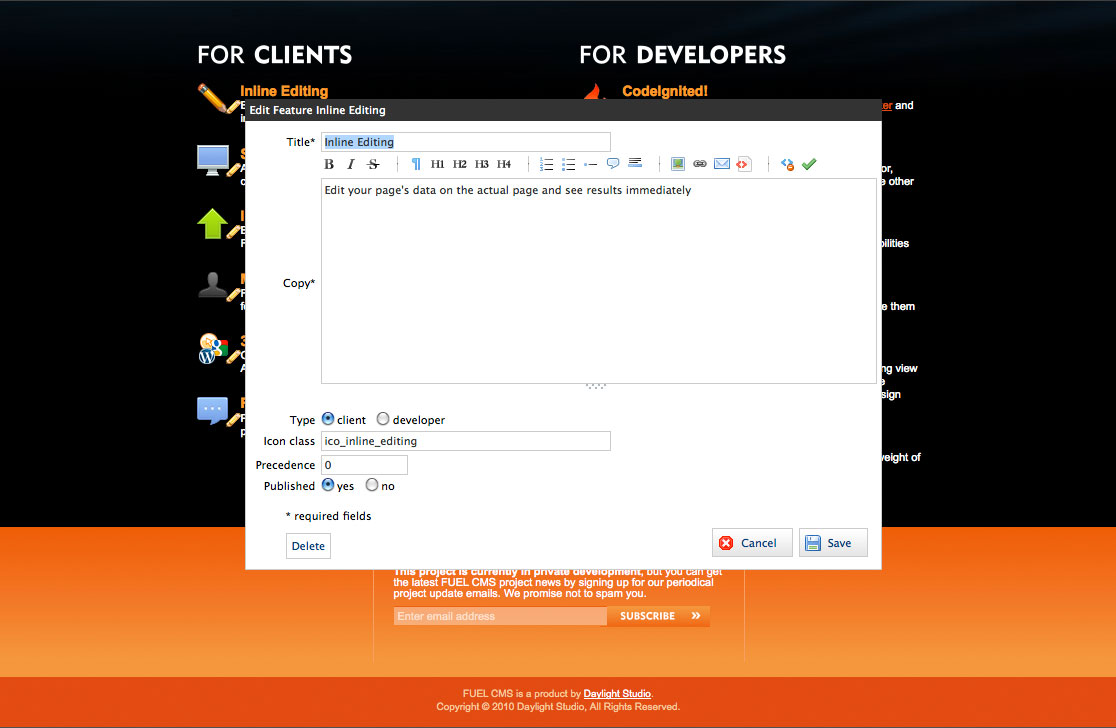 FOR CLIENTS
FOR DEVELOPERS
Inline Editing
CodeIgnited!
and
Edit Feature Inline Editing
Title*
Inline Editing
B I S H1 H2 H3 H4
Edit your page's data on the actual page and see results immediately
Copy*
other
them
view
Type client developer
Icon class ico_inline_editing
Precedence 0
of
Published yes no
* required fields
Delete
Cancel
Save
This project is currently in private development, but you can get
the latest FUEL CMS project news by signing up for our periodical
project update emails. We promise not to spam you.
Enter email address
SUBSCRIBE »
FUEL CMS is a product by Daylight Studio.
Copyright © 2010 Daylight Studio, All Rights Reserved.